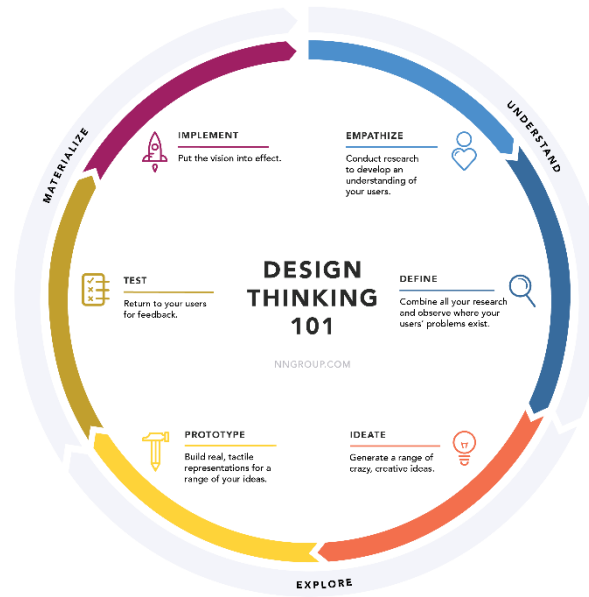 UNDERSTAND
MATERIALIZE
IMPLEMENT
Put the vision into effect.
EMPATHIZE
Conduct research
to develop an
understanding of
your users.
TEST
Return to your users
for feedback.
DESIGN
THINKING
101
NNGROUP.COM
DEFINE
Combine all your research
and observe where your
users' problems exist.
PROTOTYPE
Build real, tactile
representations for a
range of your ideas.
IDEATE
Generate a range of
crazy, creative ideas.
EXPLORE